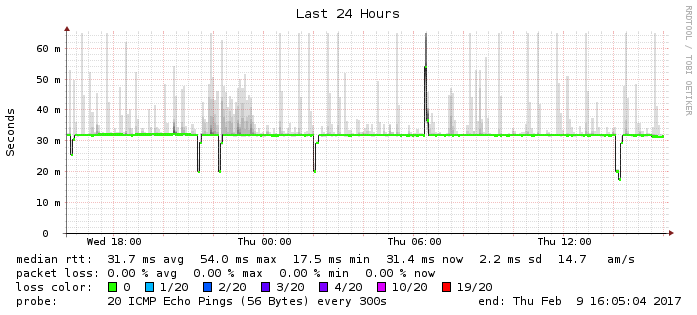 Last 24 Hours
RRDTOOL / TOBI OETIKER
Seconds
60 m
50 m
40 m
30 m
20 m
10 m
0
Wed 18:00 Thu 00:00 Thu 06:00 Thu 12:00
median rtt: 31.7 ms avg 54.0 ms max 17.5 ms min 31.4 ms now 2.2 ms sd 14.7 am/s
packet loss: 0.00 % avg 0.00 % max 0.00 % min 0.00 % now
loss color: 0 1/20 2/20 3/20 4/20 10/20 19/20
probe: 20 ICMP Echo Pings (56 Bytes) every 300s end: Thu Feb 9 16:05:04 2017